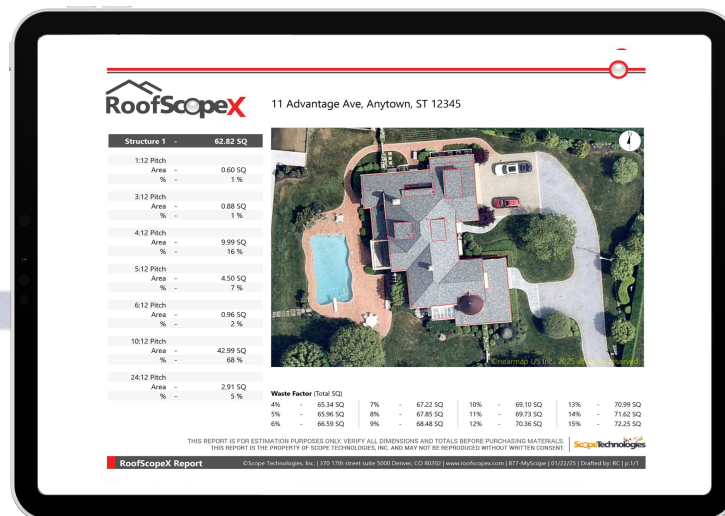 RoofScopeX
11 Advantage Ave, Anytown, ST 12345
Structure 1 - 62.82 SQ
1:12 Pitch
Area - 0.60 SQ
% - 1 %
3:12 Pitch
Area - 0.88 SQ
% - 1 %
4:12 Pitch
Area - 9.99 SQ
% - 16 %
5:12 Pitch
Area - 4.50 SQ
% - 7 %
6:12 Pitch
Area - 0.96 SQ
% - 2 %
10:12 Pitch
Area - 42.99 SQ
% - 68 %
24:12 Pitch
Area - 2.91 SQ
% - 5 %
©nearmap US Inc., 2025 all rights reserved.
Waste Factor (Total SQ)
4% - 65.34 SQ 7% - 67.22 SQ 10% - 69.10 SQ 13% - 70.99 SQ
5% - 65.96 SQ 8% - 67.85 SQ 11% - 69.73 SQ 14% - 71.62 SQ
6% - 66.59 SQ 9% - 68.48 SQ 12% - 70.36 SQ 15% - 72.25 SQ
THIS REPORT IS FOR ESTIMATION PURPOSES ONLY. VERIFY ALL DIMENSIONS AND TOTALS BEFORE PURCHASING MATERIALS.
THIS REPORT IS THE PROPERTY OF SCOPE TECHNOLOGIES, INC. AND MAY NOT BE REPRODUCED WITHOUT WRITTEN CONSENT.
ScopeTechnologies
RoofScopeX Report ©Scope Technologies, Inc. | 370 17th street suite 5000 Denver, CO 80202 | www.roofscopex.com | 877-MyScope | 01/22/25 | Drafted by: RC | p.1/1